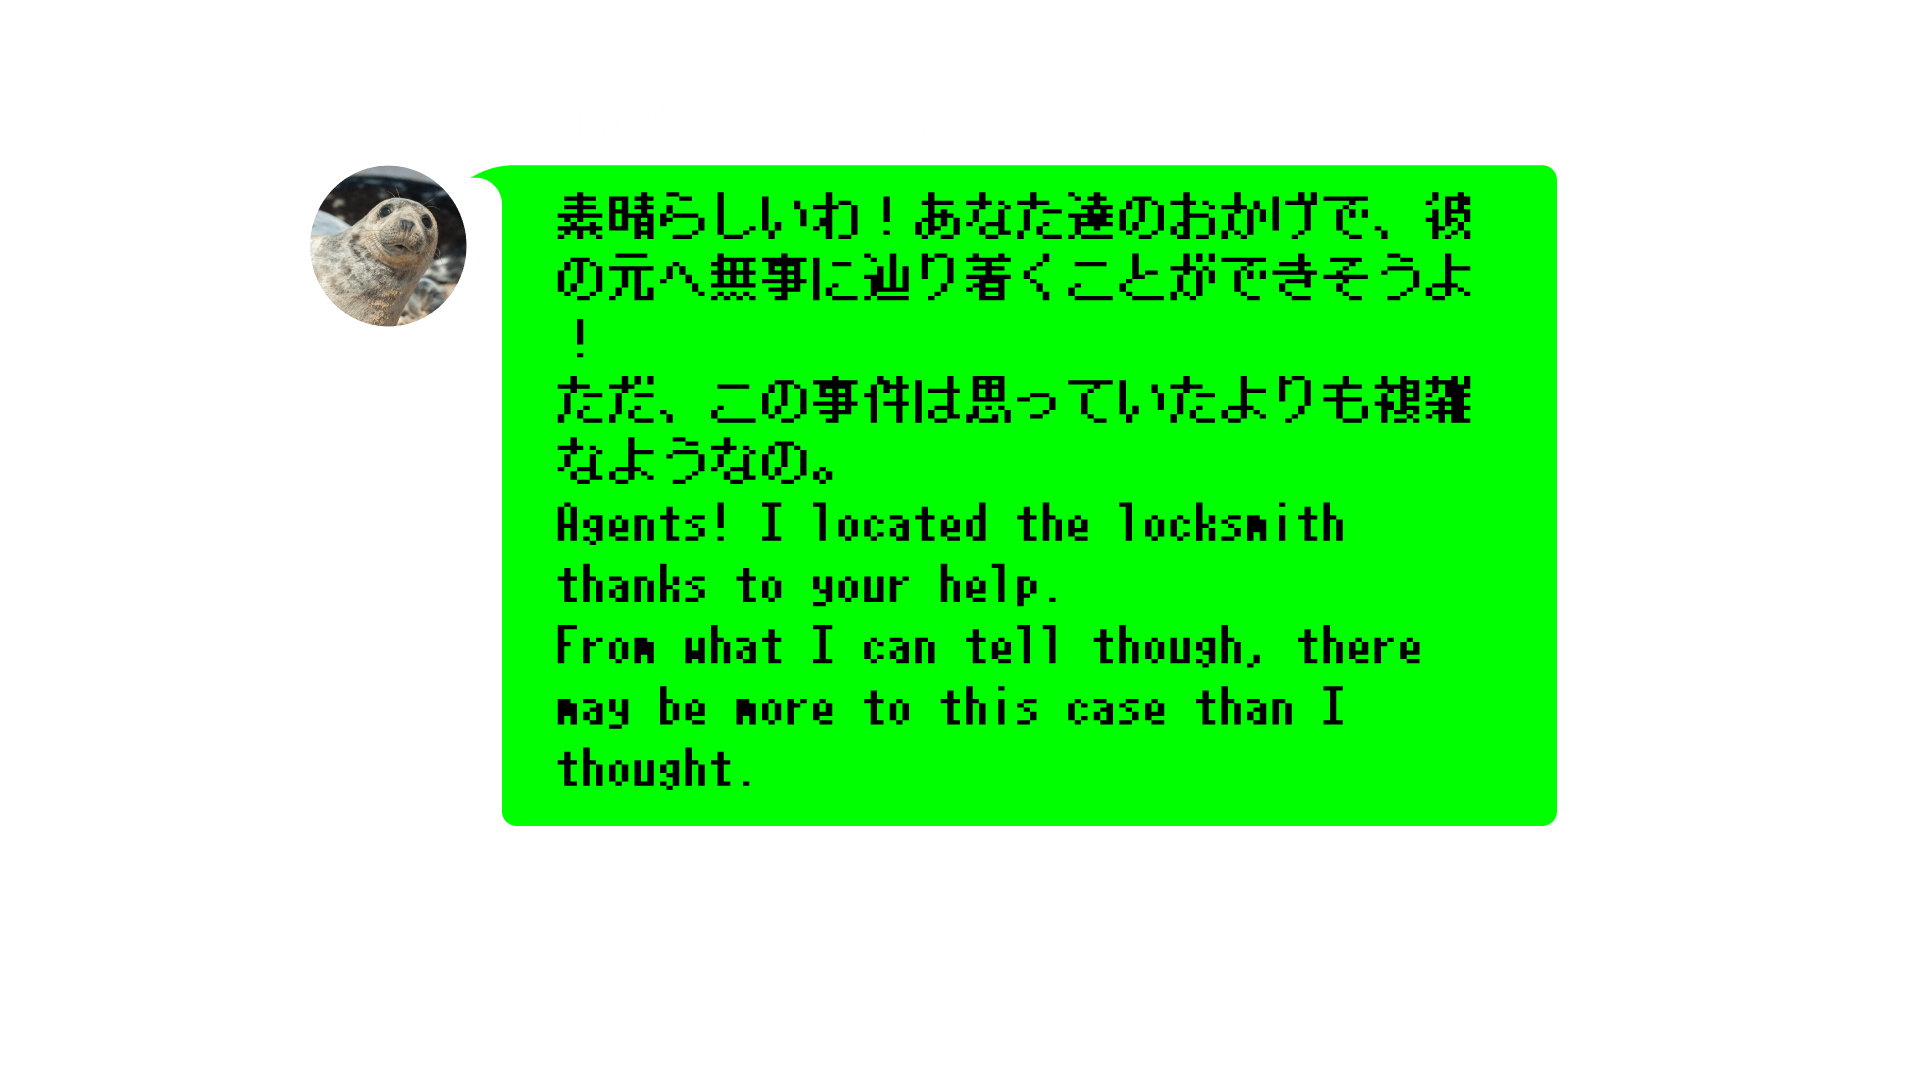 素晴らしいわ！あなた達のおかげで、彼
の元へ無事に辿り着くことができそうよ
！
ただ、この事件は思っていたよりも複雑
なようなの。
Agents! I located the locksmith
thanks to your help.
From what I can tell though, there
may be more to this case than I
thought.